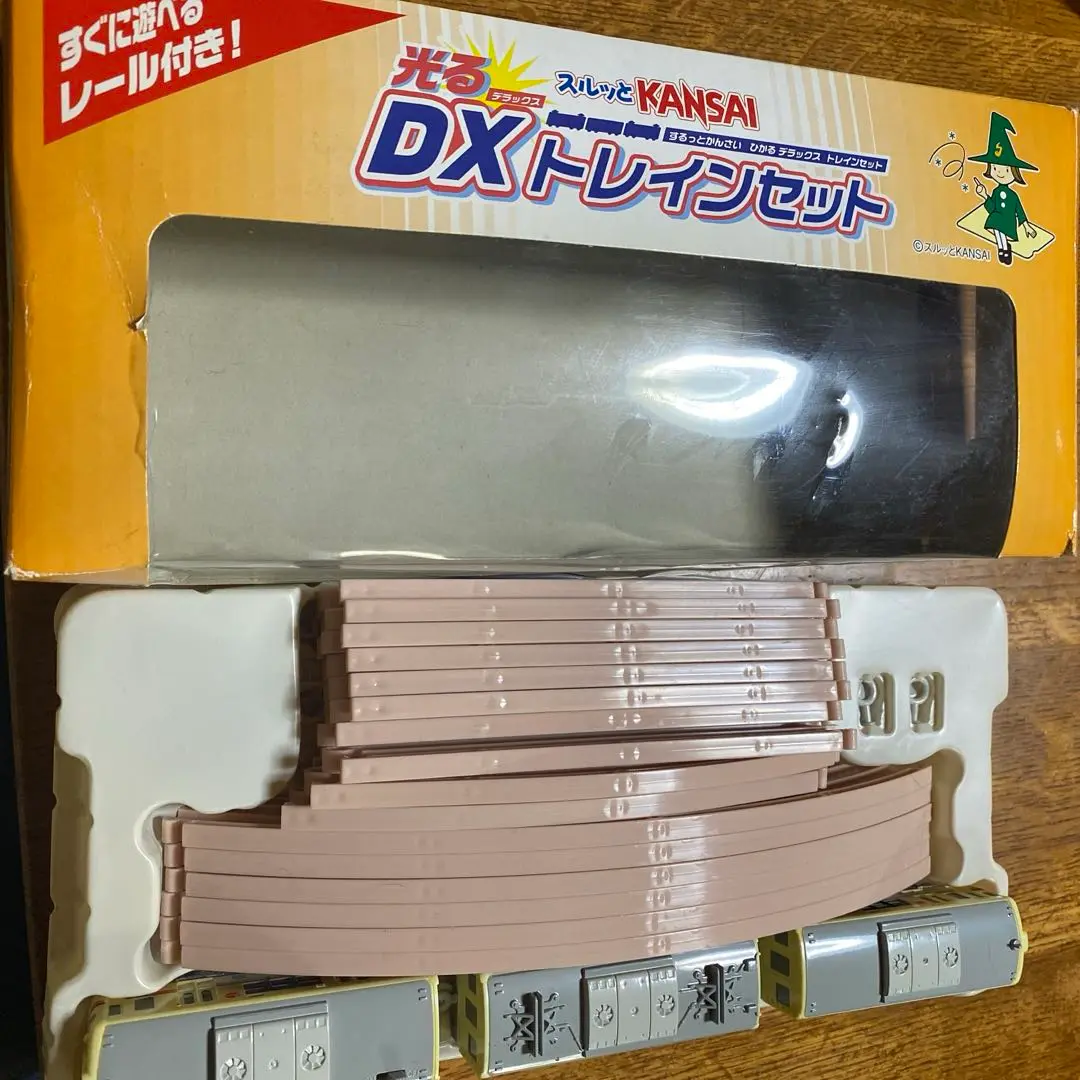 すぐに遊べる
レール付き!
光る
スルッとKANSAI
デラックス
DXトレインセット
するっとかんさい ひかる デラックス トレインセット
S
©スルッとKANSAI